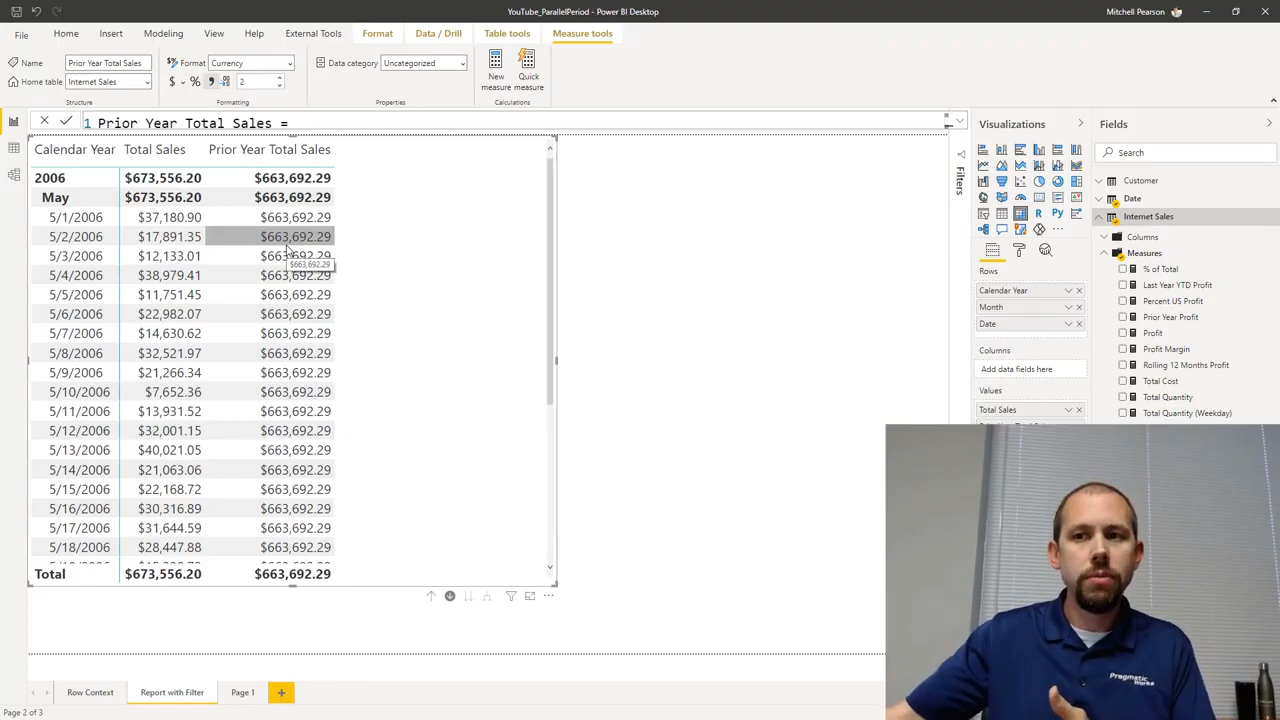 YouTube_ParallelPeriod - Power BI Desktop
Mitchell Pearson
File
Home
Insert
Modeling
View
Help
External Tools
Format
Data / Drill
Table tools
Measure tools
Name
Prior Year Total Sales
Home table
Internet Sales
Structure
Format
Currency
$
%
2
Formatting
Data category
Uncategorized
Properties
New measure
Quick measure
Calculations
1 Prior Year Total Sales =
Calendar Year Total Sales Prior Year Total Sales
2006 $673,556.20 $663,692.29
May $673,556.20 $663,692.29
5/1/2006 $37,180.90 $663,692.29
5/2/2006 $17,891.35 $663,692.29
5/3/2006 $12,133.01 $663,692.29
$663,692.29
5/4/2006 $38,979.41 $663,692.29
5/5/2006 $11,751.45 $663,692.29
5/6/2006 $22,982.07 $663,692.29
5/7/2006 $14,630.62 $663,692.29
5/8/2006 $32,521.97 $663,692.29
5/9/2006 $21,266.34 $663,692.29
5/10/2006 $7,652.36 $663,692.29
5/11/2006 $13,931.52 $663,692.29
5/12/2006 $32,001.15 $663,692.29
5/13/2006 $40,021.05 $663,692.29
5/14/2006 $21,063.06 $663,692.29
5/15/2006 $22,168.72 $663,692.29
5/16/2006 $30,316.89 $663,692.29
5/17/2006 $31,644.59 $663,692.29
5/18/2006 $28,447.88 $663,692.29
Total $673,556.20 $663,692.29
Filters
Visualizations
R Py
Rows
Calendar Year
Month
Date
Columns
Add data fields here
Values
Total Sales
Fields
Search
Customer
Date
Internet Sales
Columns
Measures
% of Total
Last Year YTD Profit
Percent US Profit
Prior Year Profit
Profit
Profit Margin
Rolling 12 Months Profit
Total Cost
Total Quantity
Total Quantity (Weekday)
Pragmatic Works
Row Context
Report with Filter
Page 1
Page 2 of 3